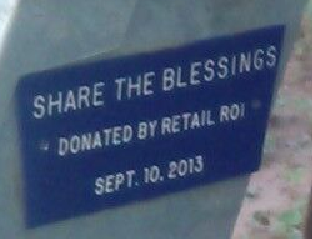 SHARE THE BLESSINGS
" DONATED BY RETAIL ROI "
SEPT. 10. 2013